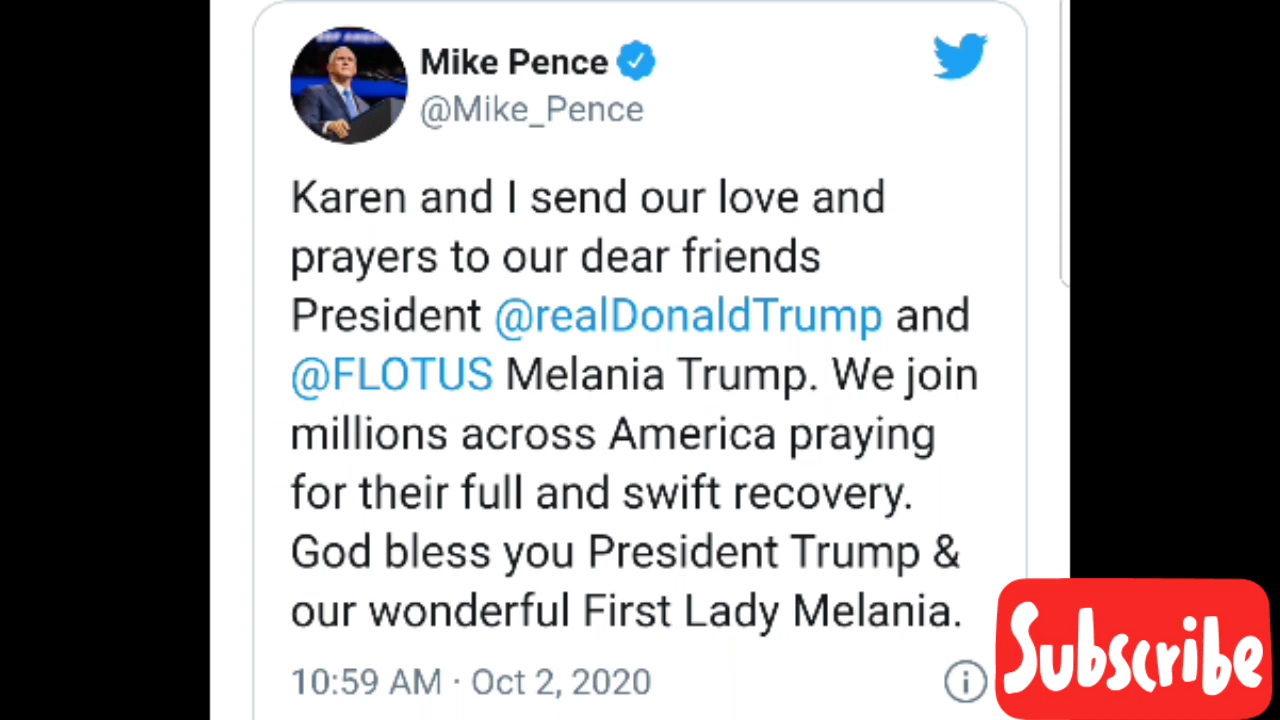 Mike Pence
@Mike_Pence
Karen and I send our love and
prayers to our dear friends
President @realDonaldTrump and
@FLOTUS Melania Trump. We join
millions across America praying
for their full and swift recovery.
God bless you President Trump &
our wonderful First Lady Melania.
10:59 AM · Oct 2, 2020
Subscribe